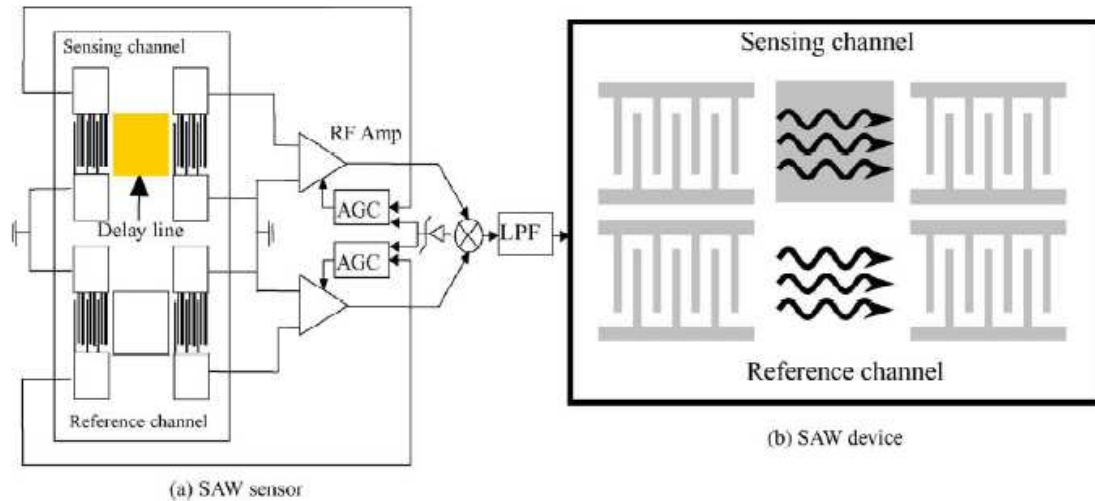 Sensing channel
Delay line
Reference channel
RF Amp
AGC
AGC
LPF
(a) SAW sensor
Sensing channel
Reference channel
(b) SAW device